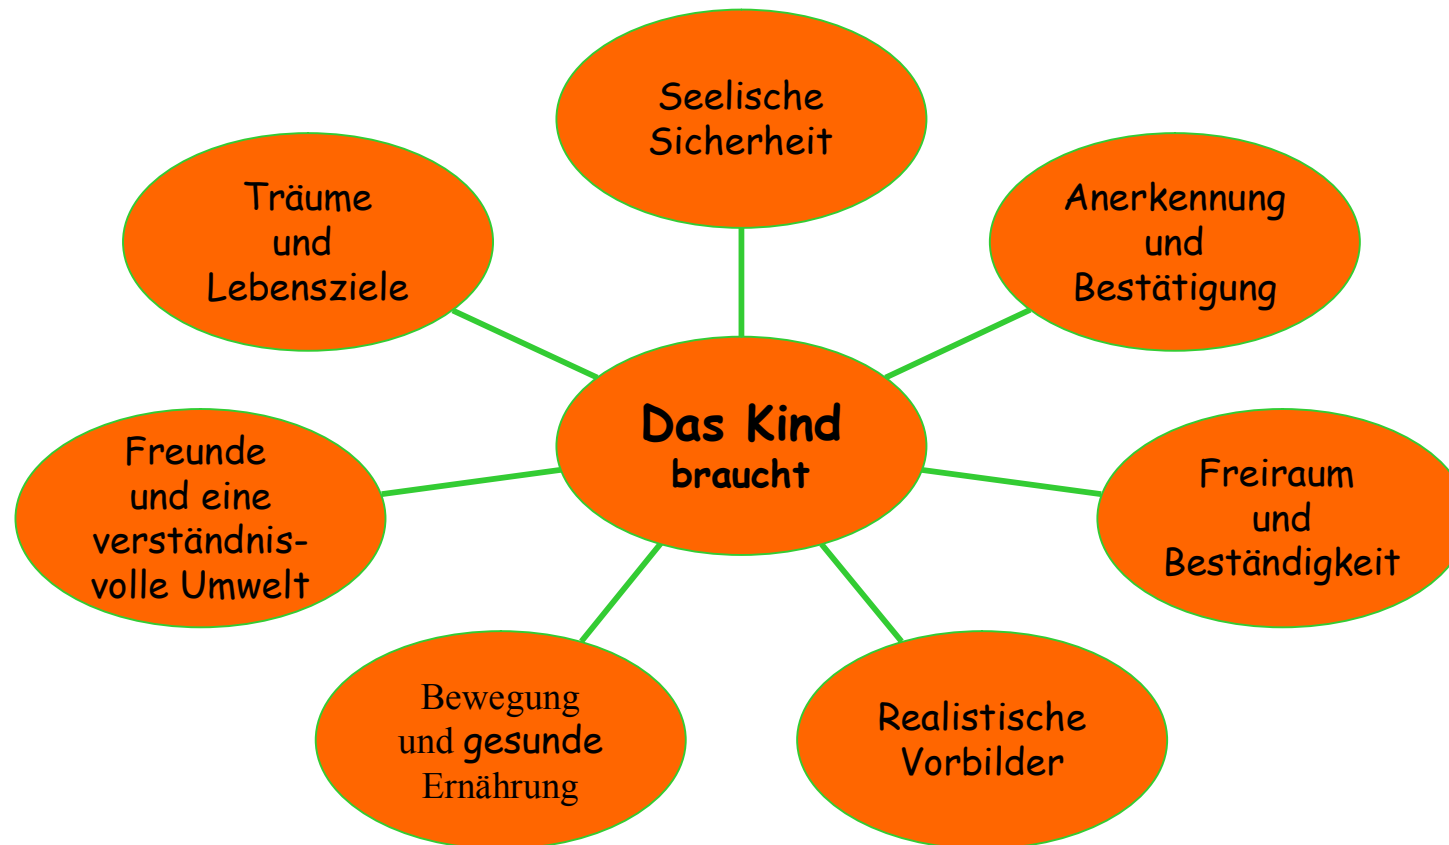 Seelische
Sicherheit
Träume
und
Lebensziele
Anerkennung
und
Bestätigung
Das Kind
braucht
Freunde
und eine
verständnis-
volle Umwelt
Freiraum
und
Beständigkeit
Bewegung
und gesunde
Ernährung
Realistische
Vorbilder